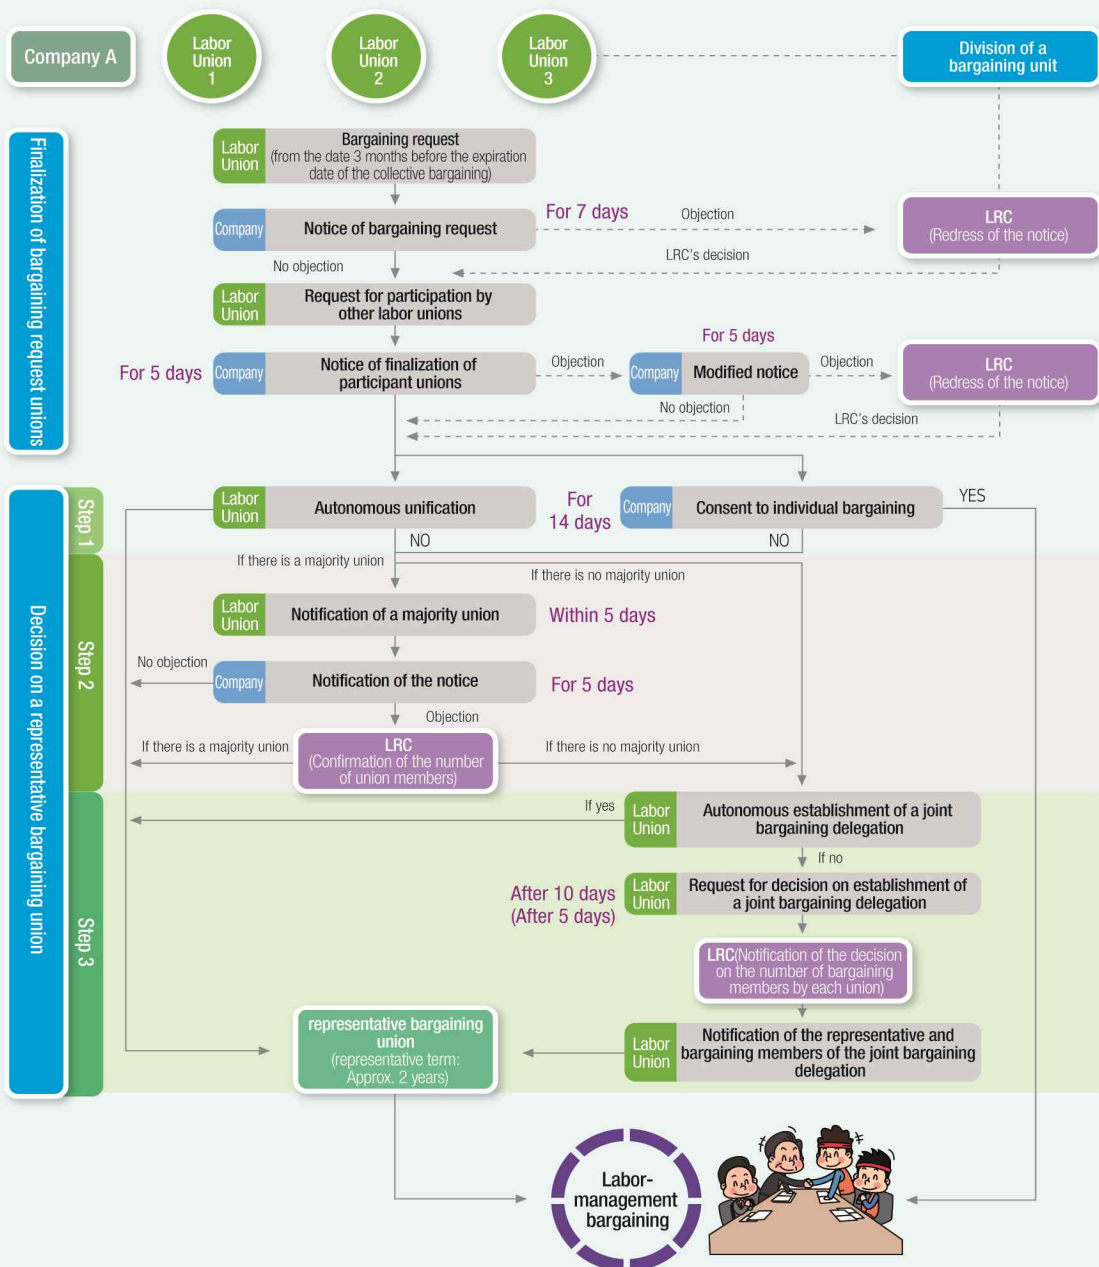 Company A
Labor
Union
1
Labor
Union
2
Labor
Union
3
Division of a
bargaining unit
Finalization of bargaining request unions
Labor
Union
Bargaining request
(from the date 3 months before the expiration
date of the collective bargaining)
Company
Notice of bargaining request
For 7 days
Objection
LRC
(Redress of the notice)
No objection
LRC's decision
Labor
Union
Request for participation by
other labor unions
For 5 days
Company
Notice of finalization of
participant unions
Objection
For 5 days
Company
Modified notice
Objection
LRC
(Redress of the notice)
No objection
LRC's decision
Decision on a representative bargaining union
Step 1
Labor
Union
Autonomous unification
For
14 days
Company
Consent to individual bargaining
YES
NO
NO
If there is a majority union
If there is no majority union
Step 2
Labor
Union
Notification of a majority union
Within 5 days
No objection
Company
Notification of the notice
For 5 days
Objection
If there is a majority union
LRC
(Confirmation of the number
of union members)
If there is no majority union
Step 3
If yes
Labor
Union
Autonomous establishment of a joint
bargaining delegation
If no
After 10 days
(After 5 days)
Labor
Union
Request for decision on establishment of
a joint bargaining delegation
LRC(Notification of the decision
on the number of bargaining
members by each union)
representative bargaining
union
(representative term:
Approx. 2 years)
Labor
Union
Notification of the representative and
bargaining members of the joint bargaining
delegation
Labor-
management
bargaining